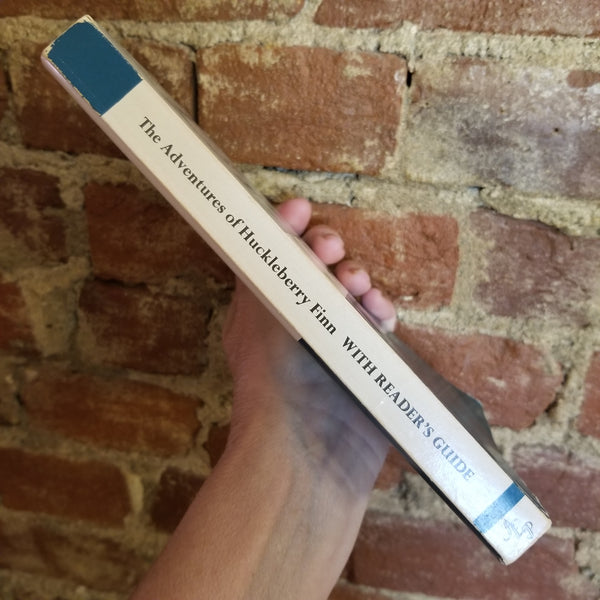 The Adventures of Huckleberry Finn WITH READER'S GUIDE